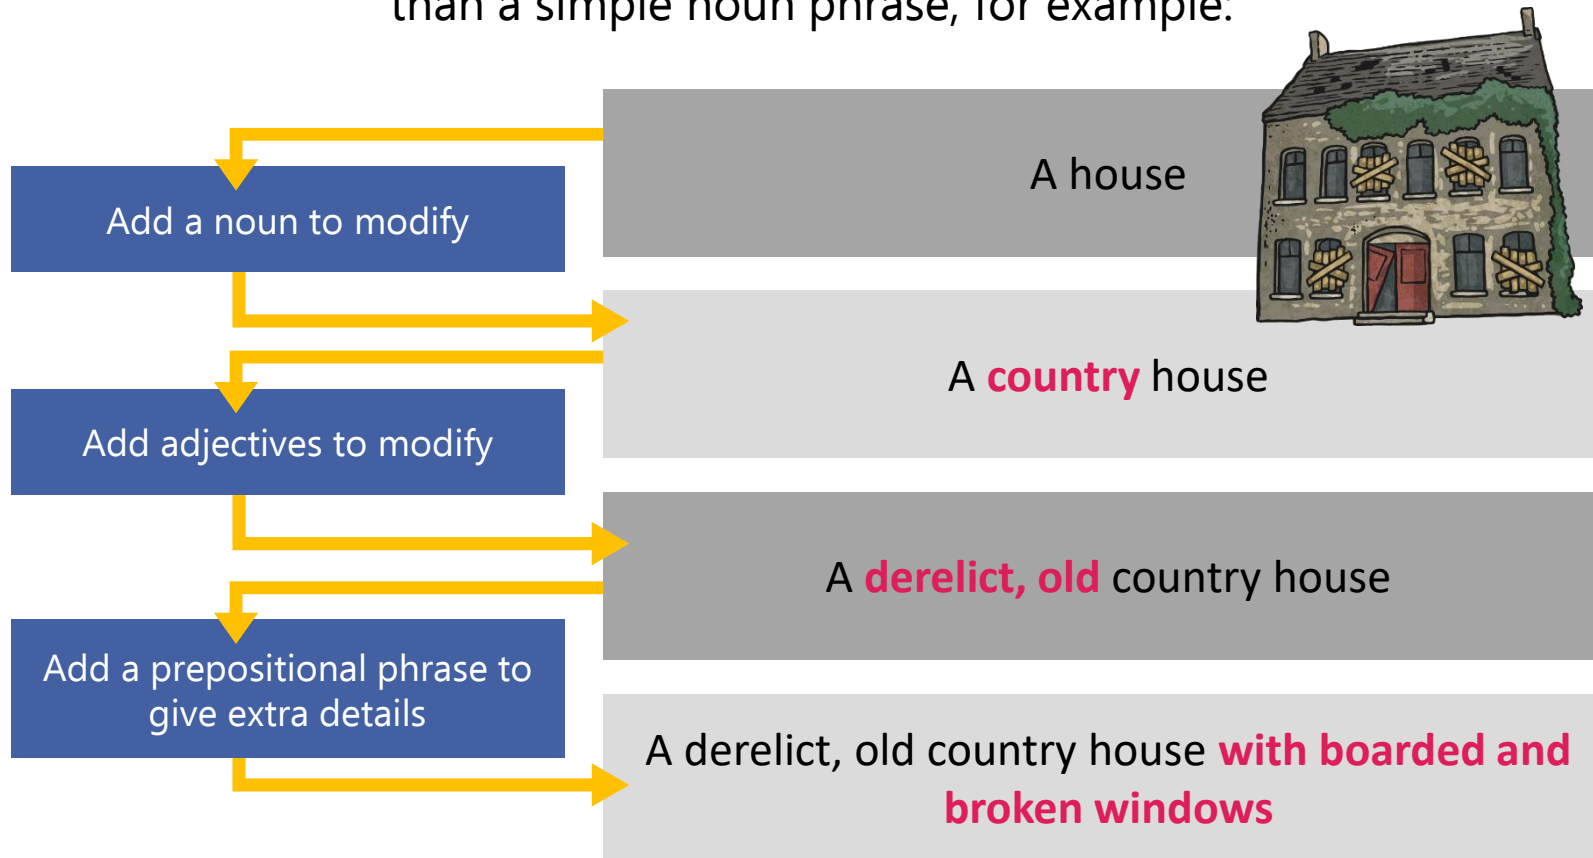 than a simple noun phrase, for example:
A house
Add a noun to modify
A country house
Add adjectives to modify
A derelict, old country house
Add a prepositional phrase to
give extra details
A derelict, old country house with boarded and
broken windows